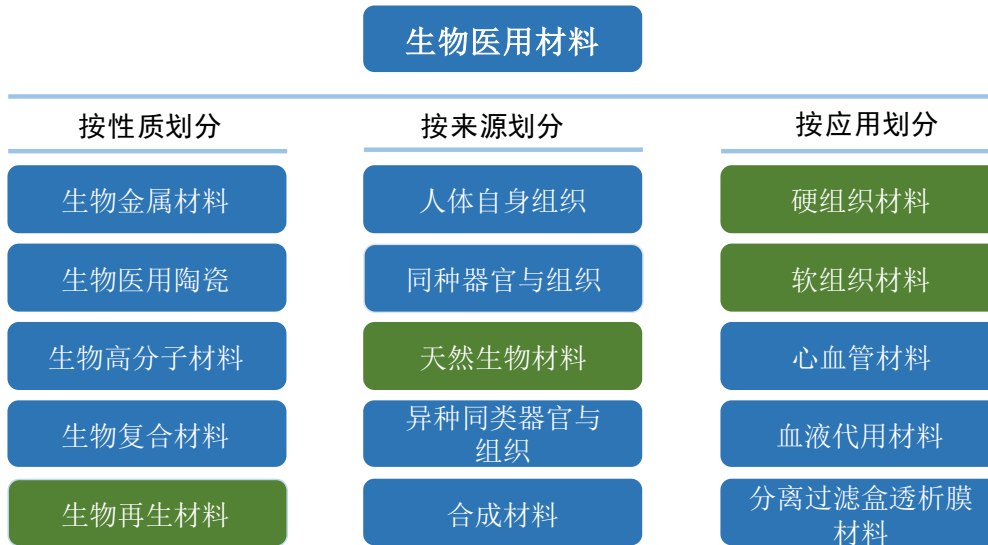 生物医用材料
按性质划分
生物金属材料
生物医用陶瓷
生物高分子材料
生物复合材料
生物再生材料
按来源划分
人体自身组织
同种器官与组织
天然生物材料
异种同类器官与
组织
合成材料
按应用划分
硬组织材料
软组织材料
心血管材料
血液代用材料
分离过滤盒透析膜
材料